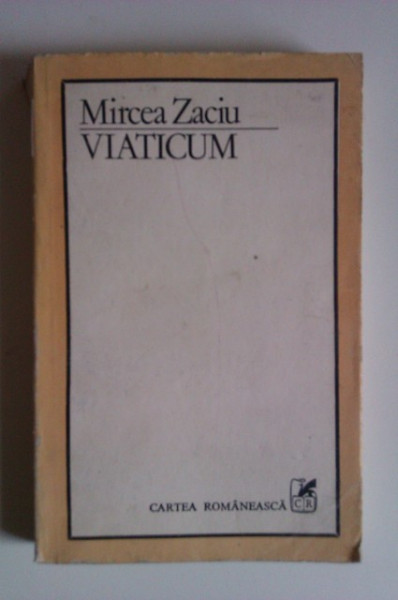 Mircea Zaciu
VIATICUM
CARTEA ROMÂNEASCĂ
CR